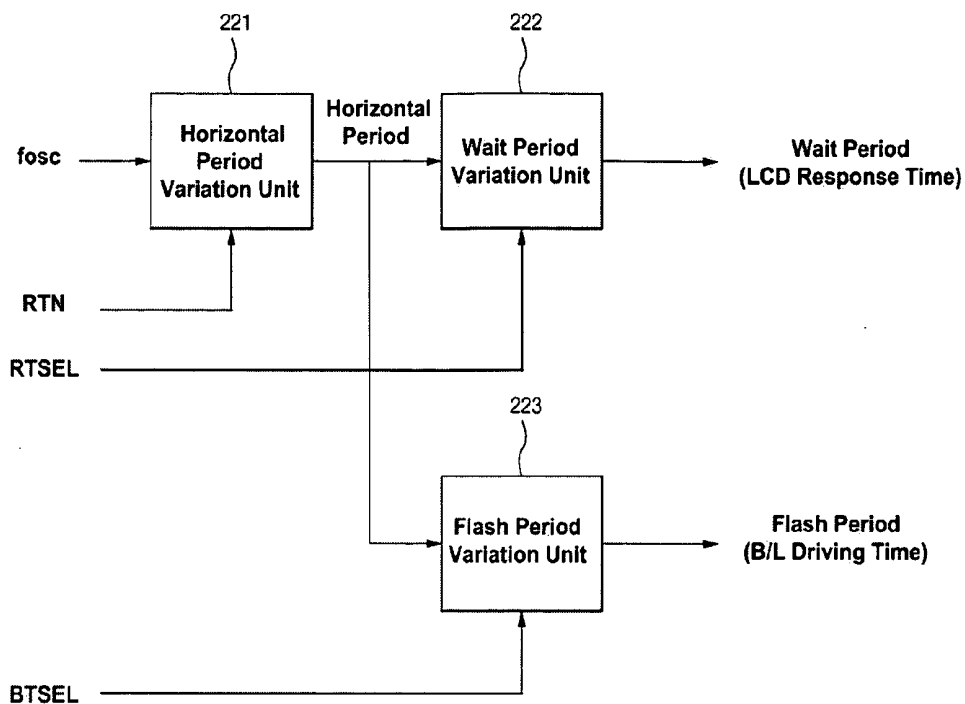 221
222
fosc
Horizontal
Period
Variation Unit
Horizontal
Period
Wait Period
Variation Unit
Wait Period
(LCD Response Time)
RTN
RTSEL
223
Flash Period
Variation Unit
Flash Period
(B/L Driving Time)
BTSEL